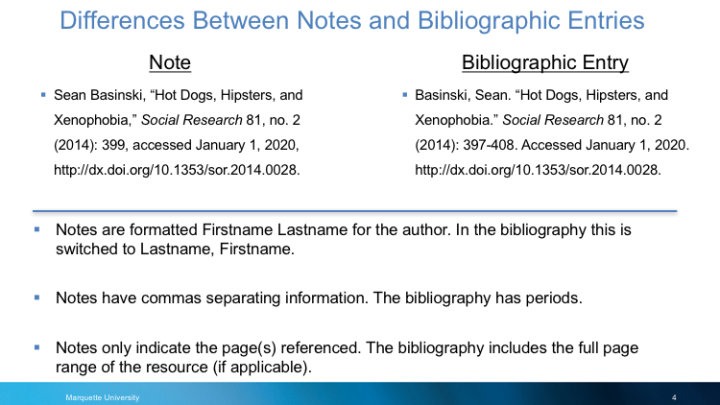 Differences Between Notes and Bibliographic Entries
Note
▪ Sean Basinski, “Hot Dogs, Hipsters, and
Xenophobia,” Social Research 81, no. 2
(2014): 399, accessed January 1, 2020,
http://dx.doi.org/10.1353/sor.2014.0028.
Bibliographic Entry
▪ Basinski, Sean. “Hot Dogs, Hipsters, and
Xenophobia.” Social Research 81, no. 2
(2014): 397-408. Accessed January 1, 2020.
http://dx.doi.org/10.1353/sor.2014.0028.
▪ Notes are formatted Firstname Lastname for the author. In the bibliography this is
switched to Lastname, Firstname.
▪ Notes have commas separating information. The bibliography has periods.
▪ Notes only indicate the page(s) referenced. The bibliography includes the full page
range of the resource (if applicable).
Marquette University
4